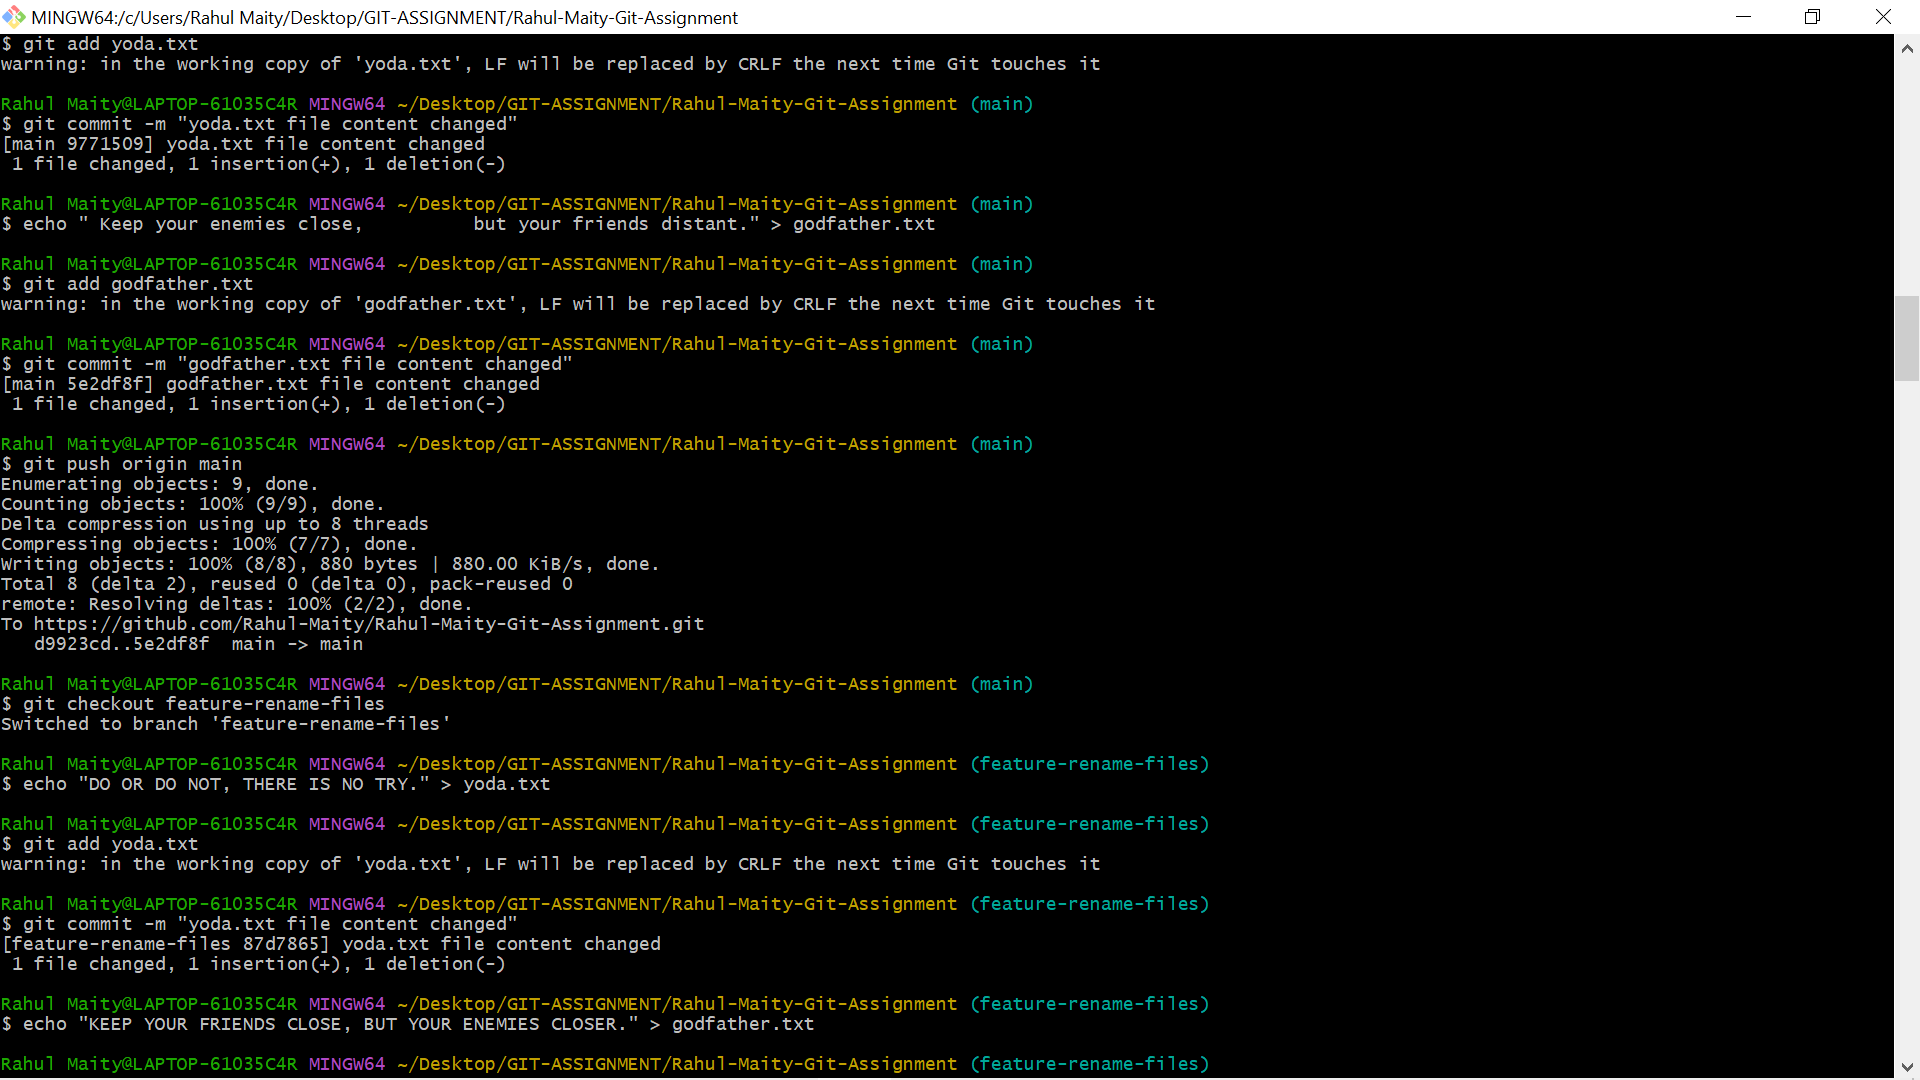 MINGW64:/c/Users/Rahul Maity/Desktop/GIT-ASSIGNMENT/Rahul-Maity-Git-Assignment
$ git add yoda.txt
warning: in the working copy of 'yoda.txt', LF will be replaced by CRLF the next time Git touches it
Rahul Maity@LAPTOP-61035C4R MINGW64 ~/Desktop/GIT-ASSIGNMENT/Rahul-Maity-Git-Assignment (main)
$ git commit -m "yoda.txt file content changed"
[main 9771509] yoda.txt file content changed
 1 file changed, 1 insertion(+), 1 deletion(-)
Rahul Maity@LAPTOP-61035C4R MINGW64 ~/Desktop/GIT-ASSIGNMENT/Rahul-Maity-Git-Assignment (main)
$ echo " Keep your enemies close,          but your friends distant." > godfather.txt
Rahul Maity@LAPTOP-61035C4R MINGW64 ~/Desktop/GIT-ASSIGNMENT/Rahul-Maity-Git-Assignment (main)
$ git add godfather.txt
warning: in the working copy of 'godfather.txt', LF will be replaced by CRLF the next time Git touches it
Rahul Maity@LAPTOP-61035C4R MINGW64 ~/Desktop/GIT-ASSIGNMENT/Rahul-Maity-Git-Assignment (main)
$ git commit -m "godfather.txt file content changed"
[main 5e2df8f] godfather.txt file content changed
 1 file changed, 1 insertion(+), 1 deletion(-)
Rahul Maity@LAPTOP-61035C4R MINGW64 ~/Desktop/GIT-ASSIGNMENT/Rahul-Maity-Git-Assignment (main)
$ git push origin main
Enumerating objects: 9, done.
Counting objects: 100% (9/9), done.
Delta compression using up to 8 threads
Compressing objects: 100% (7/7), done.
Writing objects: 100% (8/8), 880 bytes | 880.00 KiB/s, done.
Total 8 (delta 2), reused 0 (delta 0), pack-reused 0
remote: Resolving deltas: 100% (2/2), done.
To https://github.com/Rahul-Maity/Rahul-Maity-Git-Assignment.git
   d9923cd..5e2df8f  main -> main
Rahul Maity@LAPTOP-61035C4R MINGW64 ~/Desktop/GIT-ASSIGNMENT/Rahul-Maity-Git-Assignment (main)
$ git checkout feature-rename-files
Switched to branch 'feature-rename-files'
Rahul Maity@LAPTOP-61035C4R MINGW64 ~/Desktop/GIT-ASSIGNMENT/Rahul-Maity-Git-Assignment (feature-rename-files)
$ echo "DO OR DO NOT, THERE IS NO TRY." > yoda.txt
Rahul Maity@LAPTOP-61035C4R MINGW64 ~/Desktop/GIT-ASSIGNMENT/Rahul-Maity-Git-Assignment (feature-rename-files)
$ git add yoda.txt
warning: in the working copy of 'yoda.txt', LF will be replaced by CRLF the next time Git touches it
Rahul Maity@LAPTOP-61035C4R MINGW64 ~/Desktop/GIT-ASSIGNMENT/Rahul-Maity-Git-Assignment (feature-rename-files)
$ git commit -m "yoda.txt file content changed"
[feature-rename-files 87d7865] yoda.txt file content changed
 1 file changed, 1 insertion(+), 1 deletion(-)
Rahul Maity@LAPTOP-61035C4R MINGW64 ~/Desktop/GIT-ASSIGNMENT/Rahul-Maity-Git-Assignment (feature-rename-files)
$ echo "KEEP YOUR FRIENDS CLOSE, BUT YOUR ENEMIES CLOSER." > godfather.txt
Rahul Maity@LAPTOP-61035C4R MINGW64 ~/Desktop/GIT-ASSIGNMENT/Rahul-Maity-Git-Assignment (feature-rename-files)